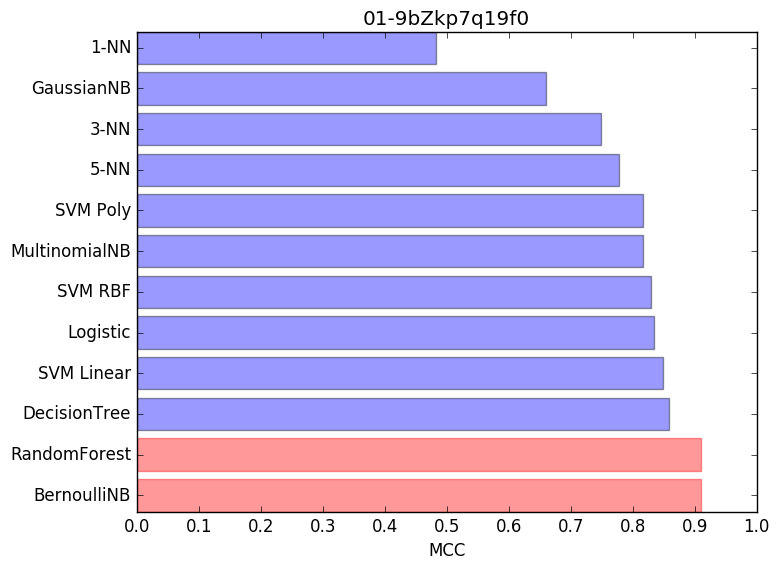 01-9bZkp7q19f0
1-NN
GaussianNB
3-NN
5-NN
SVM Poly
MultinomialNB
SVM RBF
Logistic
SVM Linear
DecisionTree
RandomForest
BernoulliNB
0.0 0.1 0.2 0.3 0.4 0.5 0.6 0.7 0.8 0.9 1.0
MCC